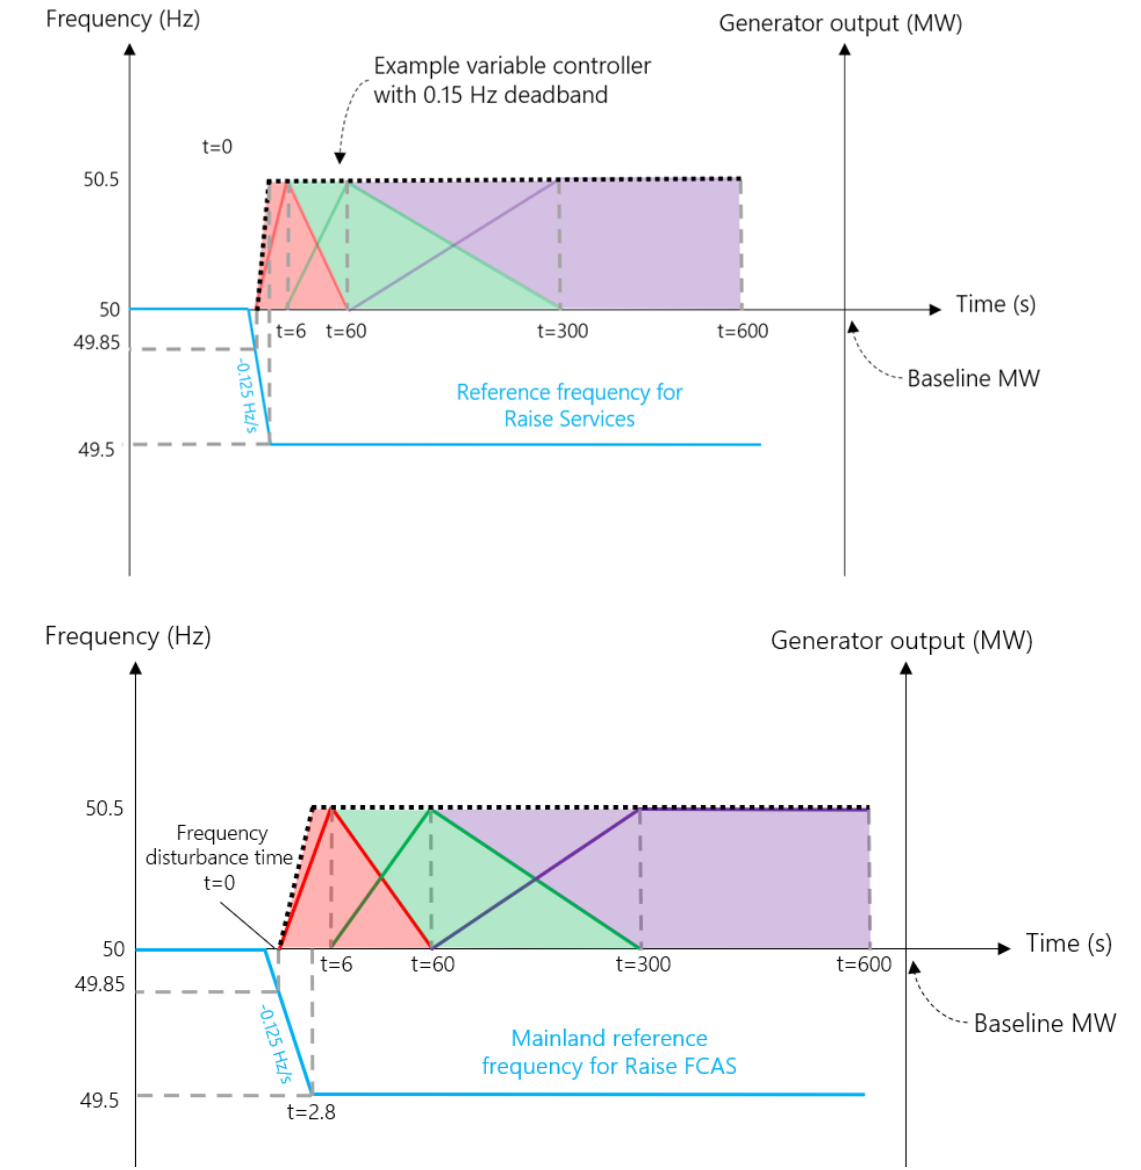 Frequency (Hz)
Generator output (MW)
Example variable controller
with 0.15 Hz deadband
t=0
50.5
50
Time (s)
t=6
t=60
t=300
t=600
49.85
-0.125 Hz/s
Baseline MW
Reference frequency for
Raise Services
49.5
Frequency (Hz)
Generator output (MW)
50.5
Frequency
disturbance time
t=0
50
Time (s)
t=6
t=60
t=300
t=600
49.85
-0.125 Hz/s
Baseline MW
Mainland reference
frequency for Raise FCAS
49.5
t=2.8